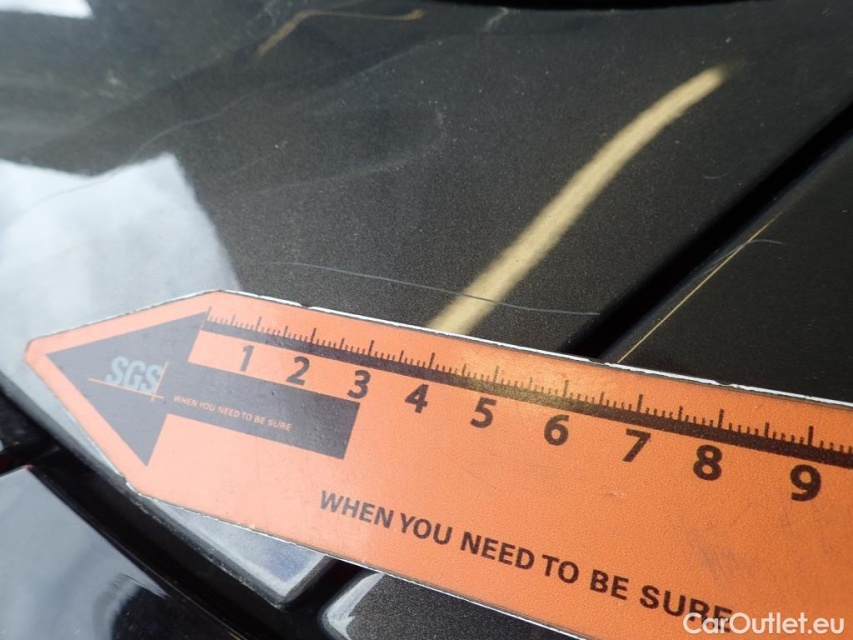 SGS
WHEN YOU NEED TO BE SURE
1 2 3 4 5 6 7 8 9
WHEN YOU NEED TO BE SURE
CarOutlet.eu